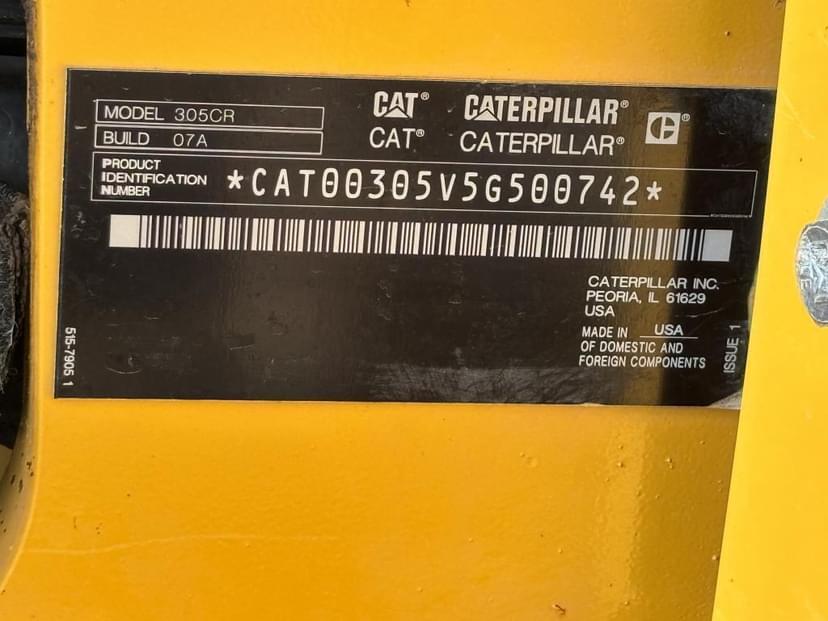 MODEL 305CR
BUILD 07A
CAT® CATERPILLAR® C®
CAT® CATERPILLAR®
PRODUCT
IDENTIFICATION
NUMBER
*CAT00305V5G500742*
CATERPILLAR INC.
PEORIA, IL 61629
USA
MADE IN USA
OF DOMESTIC AND
FOREIGN COMPONENTS
ISSUE 1
515-7905 1